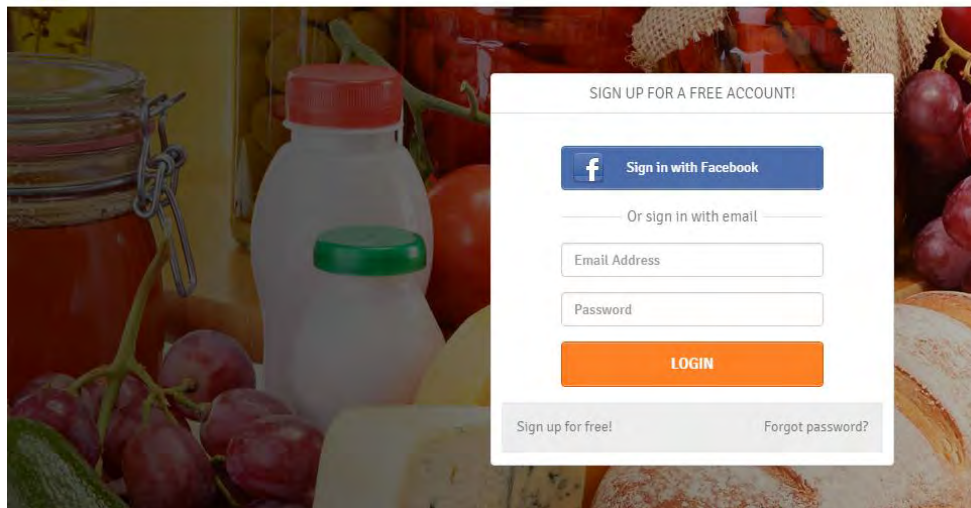 SIGN UP FOR A FREE ACCOUNT!
f Sign in with Facebook
Or sign in with email
Email Address
Password
LOGIN
Sign up for free! Forgot password?